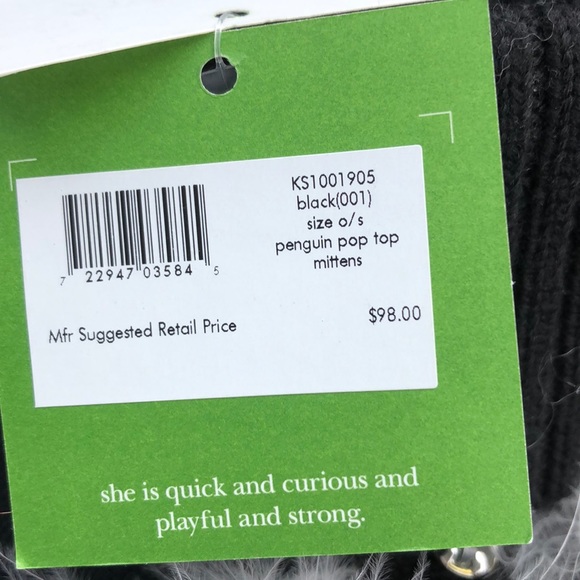 KS1001905
black(001)
size o/s
penguin pop top
mittens
7 22947 03584 5
Mfr Suggested Retail Price $98.00
she is quick and curious and
playful and strong.